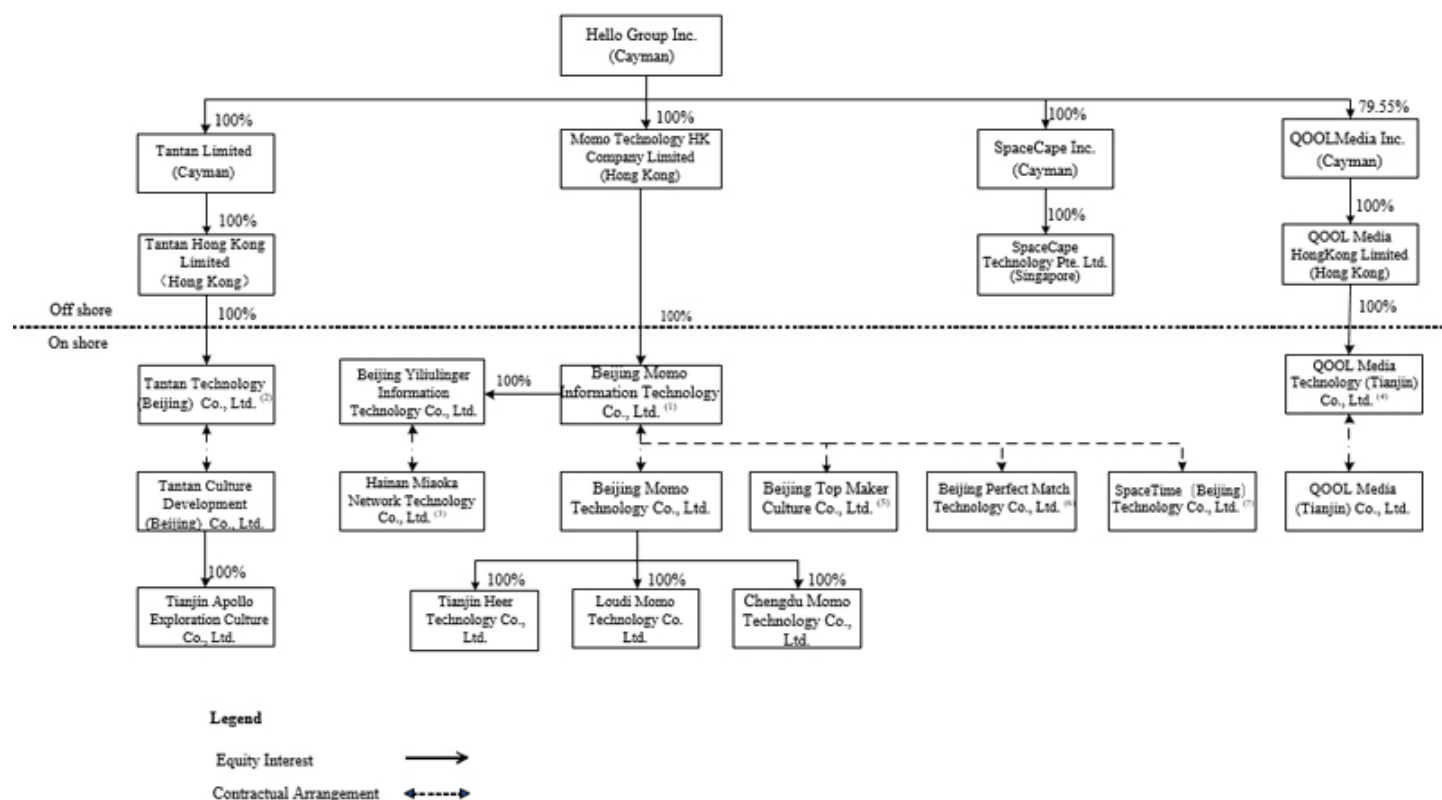 Hello Group Inc.
(Cayman)
100%
100%
100%
79.55%
Tantan Limited
(Cayman)
Momo Technology HK
Company Limited
(Hong Kong)
SpaceCape Inc.
(Cayman)
QOOLMedia Inc.
(Cayman)
100%
100%
100%
Tantan Hong Kong
Limited
（Hong Kong）
SpaceCape
Technology Pte. Ltd.
(Singapore)
QOOL Media
HongKong Limited
(Hong Kong)
Off shore
100%
100%
100%
On shore
Tantan Technology
(Beijing) Co., Ltd. (2)
Beijing Yiliulinger
Information
Technology Co., Ltd.
100%
Beijing Momo
Information Technology
Co., Ltd. (1)
QOOL Media
Technology (Tianjin)
Co., Ltd. (4)
Tantan Culture
Development
(Beijing) Co., Ltd.
Hainan Miaoka
Network Technology
Co., Ltd. (3)
Beijing Momo
Technology Co., Ltd.
Beijing Top Maker
Culture Co., Ltd. (5)
Beijing Perfect Match
Technology Co., Ltd. (6)
SpaceTime (Beijing)
Technology Co., Ltd. (7)
QOOL Media
(Tianjin) Co., Ltd.
100%
100%
100%
100%
Tianjin Apollo
Exploration Culture
Co., Ltd.
Tianjin Heer
Technology Co.,
Ltd.
Loudi Momo
Technology Co.
Ltd.
Chengdu Momo
Technology Co.,
Ltd.
Legend
Equity Interest
Contractual Arrangement